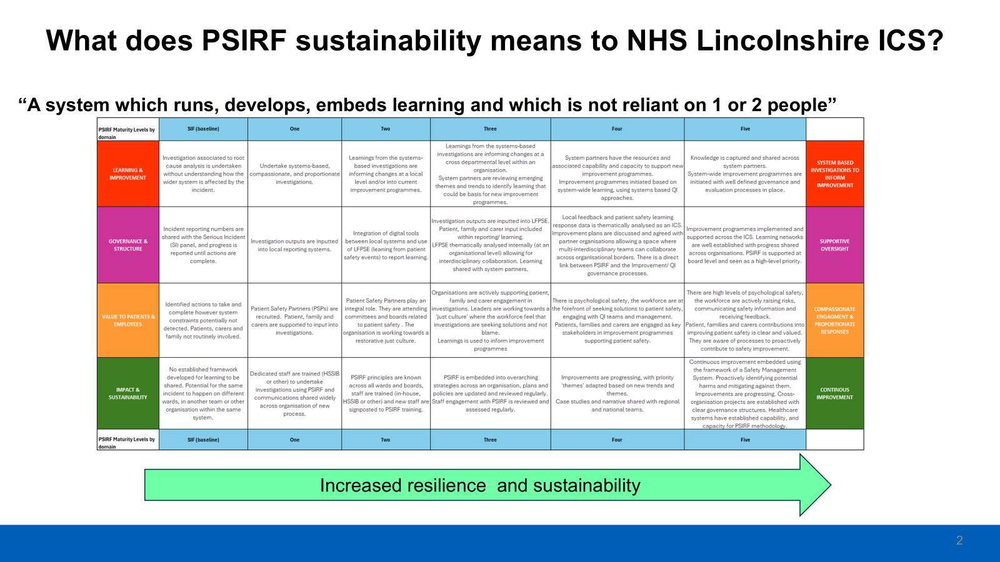 What does PSIRF sustainability means to NHS Lincolnshire ICS?
“A system which runs, develops, embeds learning and which is not reliant on 1 or 2 people”
PSIRF Maturity Levels by
domain
SIF (baseline)
One
Two
Three
Four
Five
LEARNING &
IMPROVEMENT
Investigation associated to root
cause analysis is undertaken
without understanding how the
wider system is affected by the
incident.
Undertake systems-based,
compassionate, and proportionate
investigations.
Learnings from the systems-
based investigations are
informing changes at a local
level and/or into current
improvement programmes.
Learnings from the systems-based
investigations are informing changes at a
cross departmental level within an
organisation.
System partners are reviewing emerging
themes and trends to identify learning that
could be basis for new improvement
programmes.
System partners have the resources and
associated capability and capacity to support new
improvement programmes.
Improvement programmes initiated based on
system-wide learning, using systems based QI
approaches.
Knowledge is captured and shared across
system partners.
System-wide improvement programmes are
initiated with well defined governance and
evaluation processes in place.
SYSTEM BASED
INVESTIGATIONS TO
INFORM
IMPROVEMENT
GOVERNANCE &
STRUCTURE
Incident reporting numbers are
shared with the Serious Incident
(SI) panel, and progress is
reported until actions are
complete.
Investigation outputs are inputted
into local reporting systems.
Integration of digital tools
between local systems and use
of LFPSE (leaning from patient
safety events) to report learning.
Investigation outputs are inputted into LFPSE.
Patient, family and carer input included
within reporting/ learning.
LFPSE thematically analysed internally (at an
organisational level) allowing for
interdisciplinary collaboration. Learning
shared with system partners.
Local feedback and patient safety learning
response data is thematically analysed as an ICS.
Improvement plans are discussed and agreed with
partner organisations allowing a space where
multi-interdisciplinary teams can collaborate
across organisational borders. There is a direct
link between PSIRF and the Improvement/ QI
governance processes.
Improvement programmes implemented and
supported across the ICS. Learning networks
are well established with progress shared
across organisations. PSIRF is supported at
board level and seen as a high-level priority.
SUPPORTIVE
OVERSIGHT
VALUE TO PATIENTS &
EMPLOYEES
Identified actions to take and
complete however system
constraints potentially not
detected. Patients, carers and
family not routinely involved.
Patient Safety Partners (PSPs) are
recruited. Patient, family and
carers are supported to input into
investigations.
Patient Safety Partners play an
integral role. They are attending
committees and boards related
to patient safety . The
organisation is working towards a
restorative just culture.
Organisations are actively supporting patient,
family and carer engagement in
investigations. Leaders are working towards a
'just culture' where the workforce feel that
investigations are seeking solutions and not
blame.
Learnings is used to inform improvement
programmes
There is psychological safety, the workforce are at
the forefront of seeking solutions to patient safety,
engaging with QI teams and management.
Patients, families and carers are engaged as key
stakeholders in improvement programmes
supporting patient safety.
There are high levels of psychological safety,
the workforce are actively raising risks,
communicating safety information and
receiving feedback.
Patient, families and carers contributions into
improving patient safety is clear and valued.
They are aware of processes to proactively
contribute to safety improvement.
COMPASSIONATE
ENGAGMENT &
PROPORTIONATE
RESPONSES
IMPACT &
SUSTAINABILITY
No established framework
developed for learning to be
shared. Potential for the same
incident to happen on different
wards, in another team or other
organisation within the same
system.
Dedicated staff are trained (HSSIB
or other) to undertake
investigations using PSIRF and
communications shared widely
across organisation of new
process.
PSIRF principles are known
across all wards and boards,
staff are trained (in-house,
HSSIB or other) and new staff are
signposted to PSIRF training.
PSIRF is embedded into overarching
strategies across an organisation, plans and
policies are updated and reviewed regularly.
Staff engagement with PSIRF is reviewed and
assessed regularly.
Improvements are progressing, with priority
'themes' adapted based on new trends and
themes.
Case studies and narrative shared with regional
and national teams.
Continuous improvement embedded using
the framework of a Safety Management
System. Proactively identifying potential
harms and mitigating against them.
Improvements are progressing. Cross-
organisation projects are established with
clear governance structures. Healthcare
systems have established capability, and
capacity for PSIRF methodology.
CONTINOUS
IMPROVEMENT
PSIRF Maturity Levels by
domain
SIF (baseline)
One
Two
Three
Four
Five
Increased resilience and sustainability
2